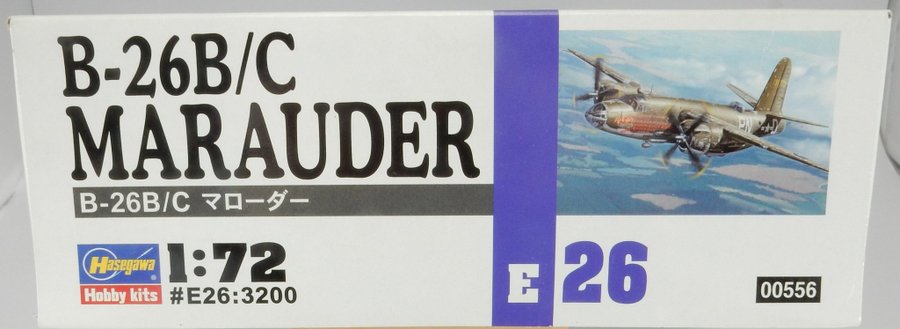 B-26B/C
MARAUDER
B-26B/C マローダー
Hasegawa
Hobby kits
1:72
#E26:3200
E 26
00556